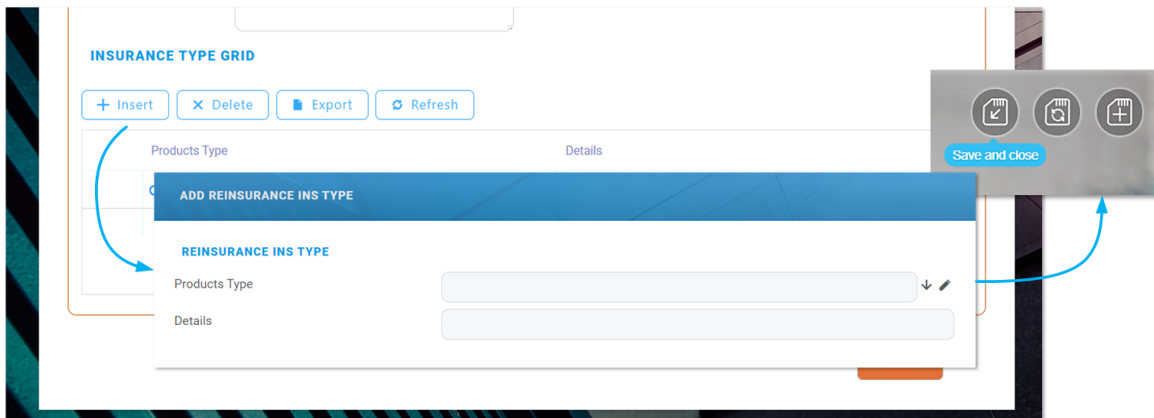 INSURANCE TYPE GRID
Insert Delete Export Refresh
Products Type Details
Save and close
ADD REINSURANCE INS TYPE
REINSURANCE INS TYPE
Products Type
Details